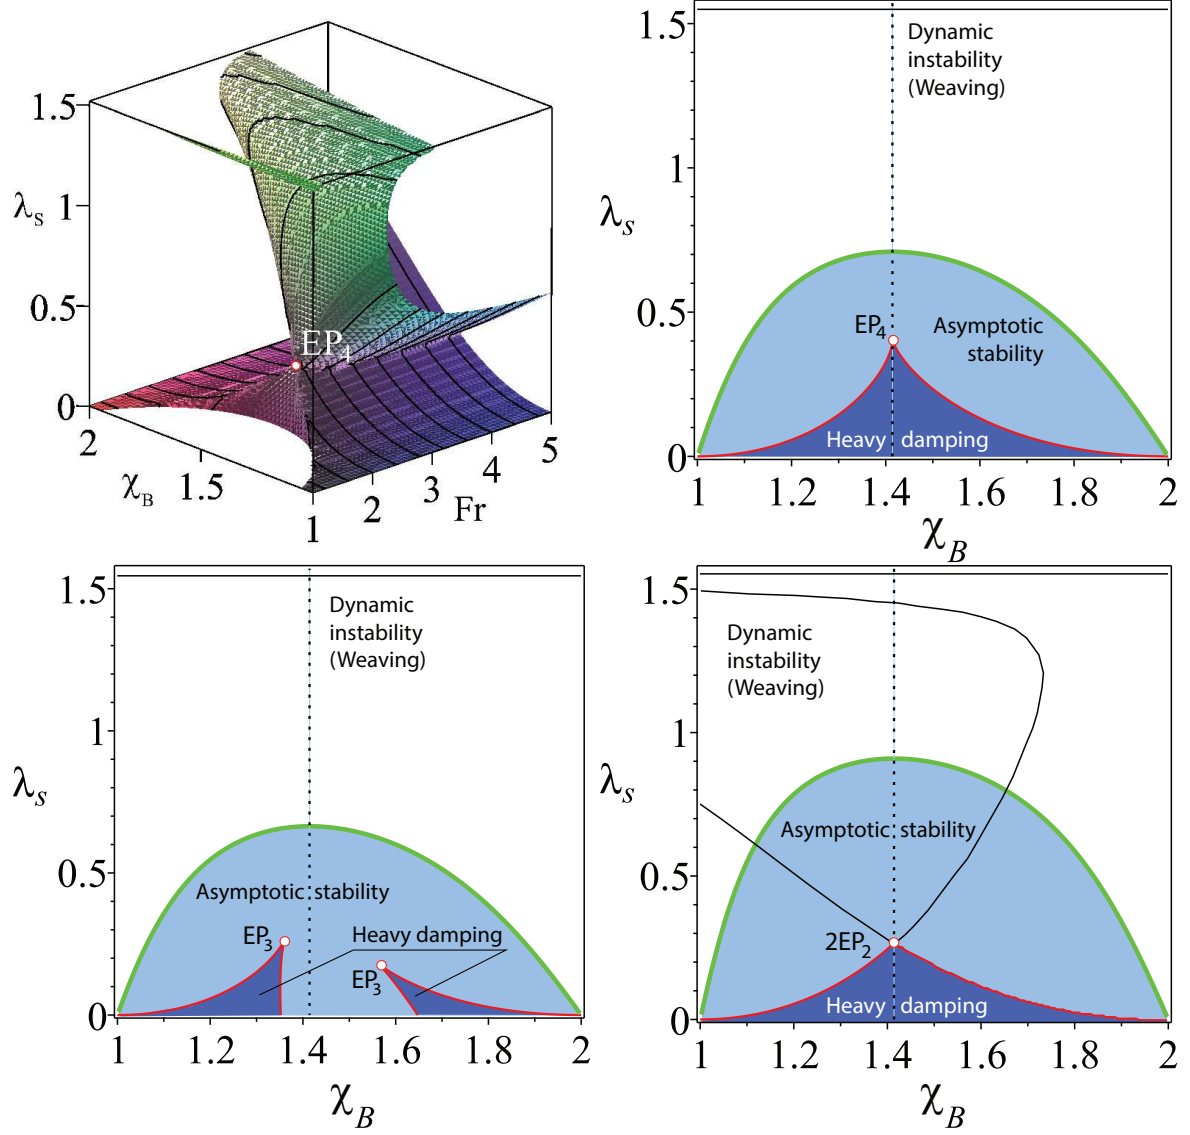 1.5
1
0.5
0
λS
EP4
2
χB
1.5
1
2
3
4
5
Fr
1.5
1
0.5
0
λs
Dynamic
instability
(Weaving)
EP4
Asymptotic
stability
Heavy damping
1
1.2
1.4
1.6
1.8
2
χB
1.5
1
0.5
0
λs
Dynamic
instability
(Weaving)
Asymptotic stability
EP3
Heavy damping
EP3
1
1.2
1.4
1.6
1.8
2
χB
1.5
1
0.5
0
λs
Dynamic
instability
(Weaving)
Asymptotic stability
2EP2
Heavy damping
1
1.2
1.4
1.6
1.8
2
χB